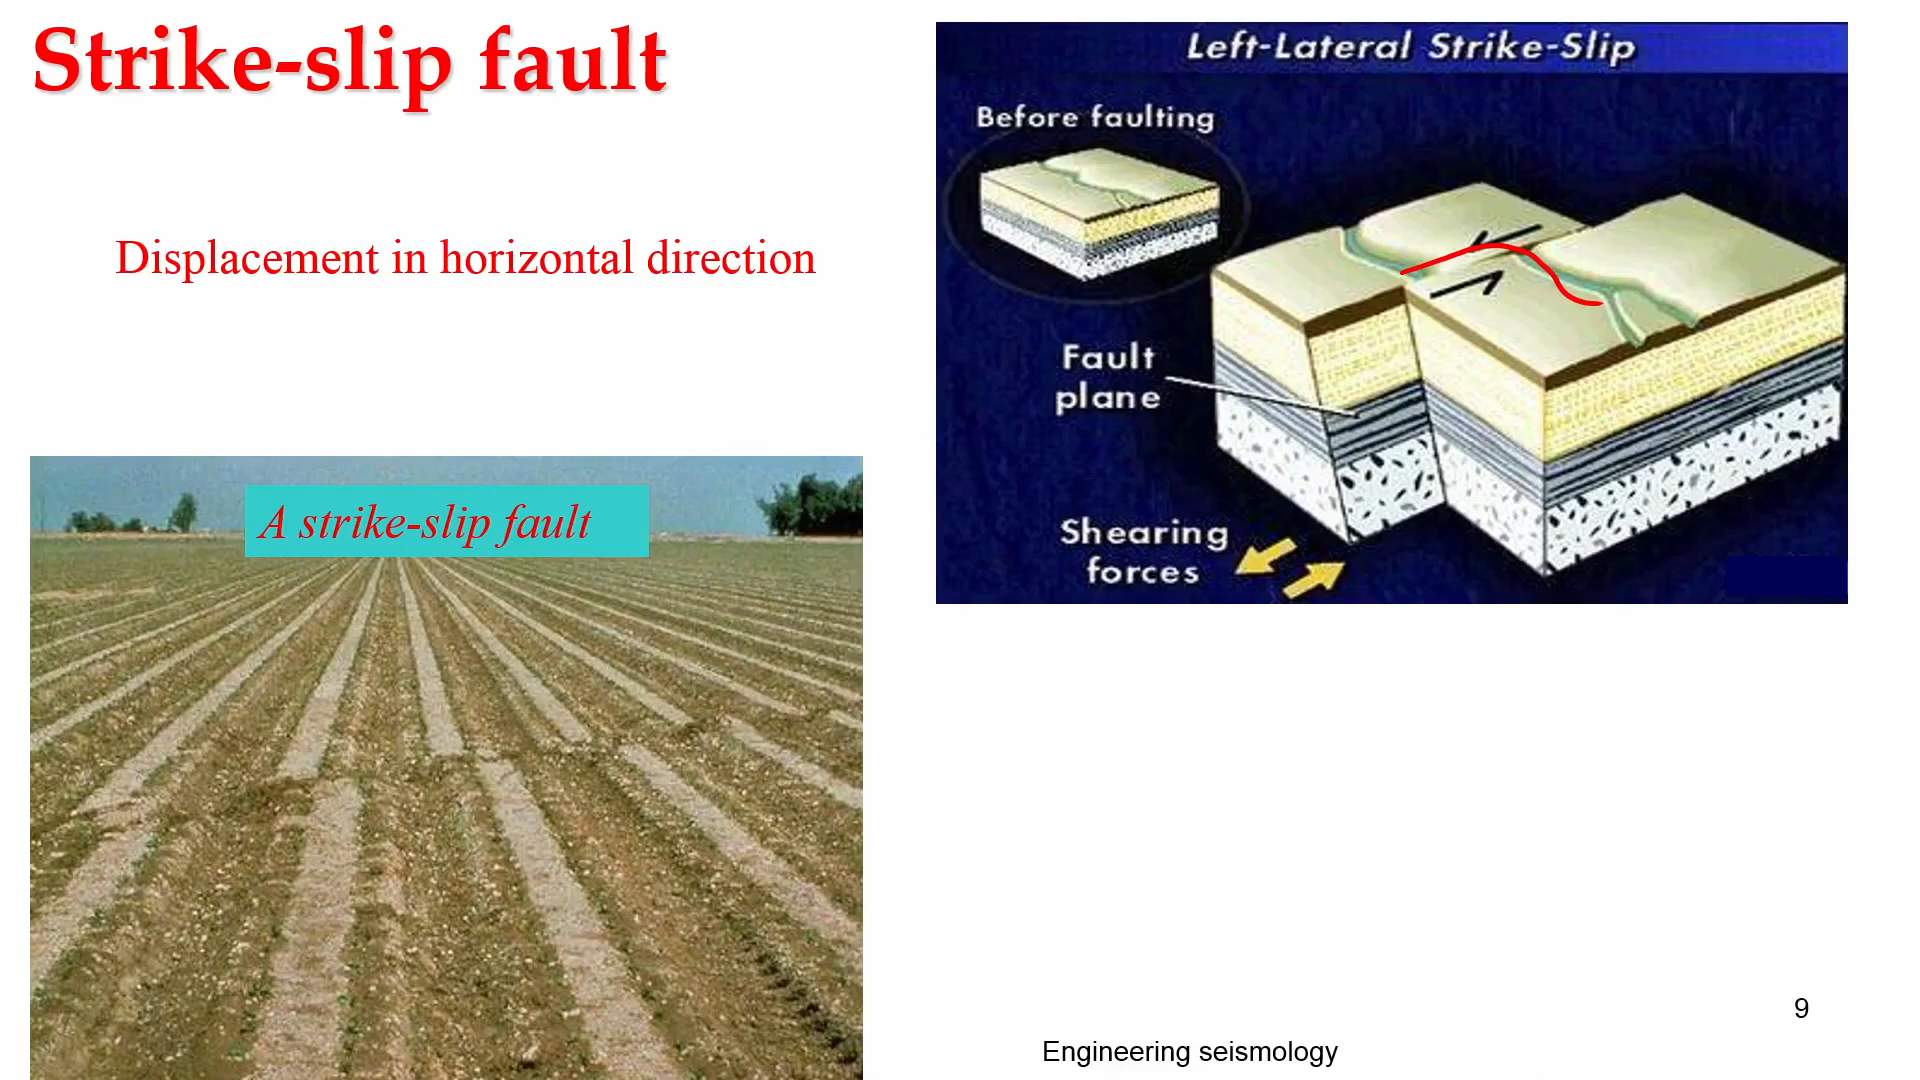 Strike-slip fault
Displacement in horizontal direction
A strike-slip fault
Left-Lateral Strike-Slip
Before faulting
Fault
plane
Shearing
forces
9
Engineering seismology